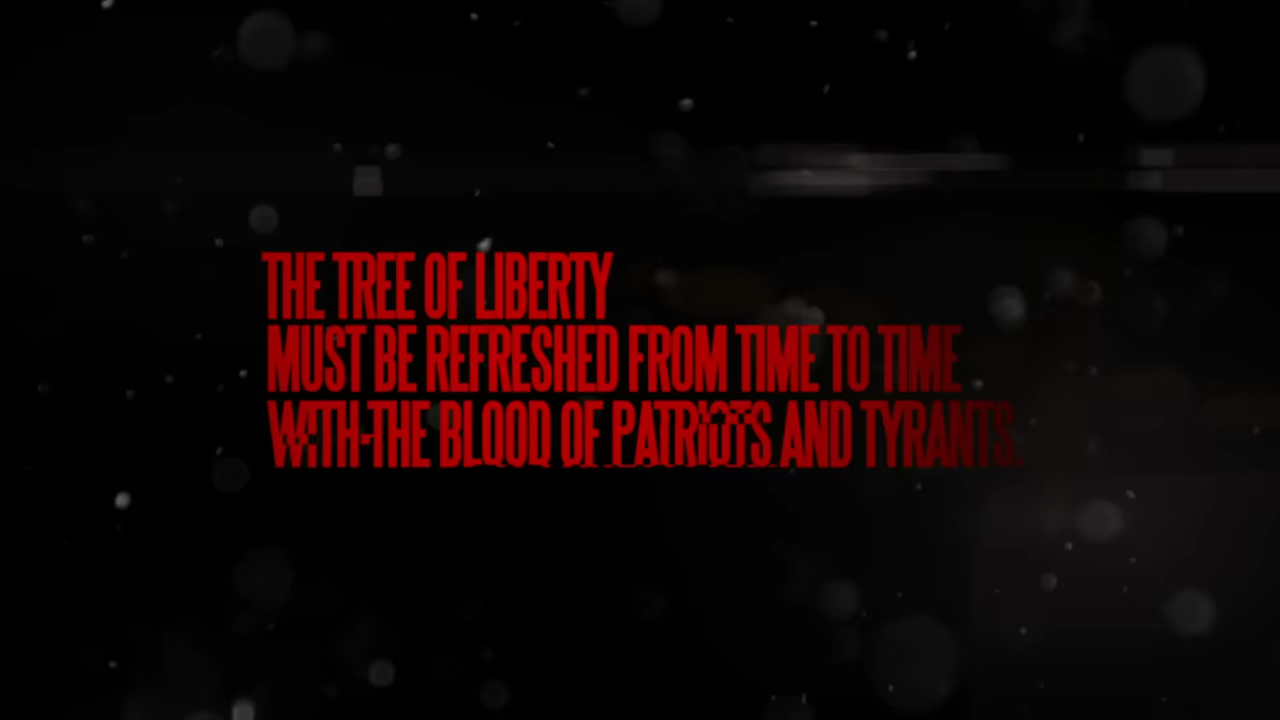 THE TREE OF LIBERTY
MUST BE REFRESHED FROM TIME TO TIME
WITH THE BLOOD OF PATRIOTS AND TYRANTS.